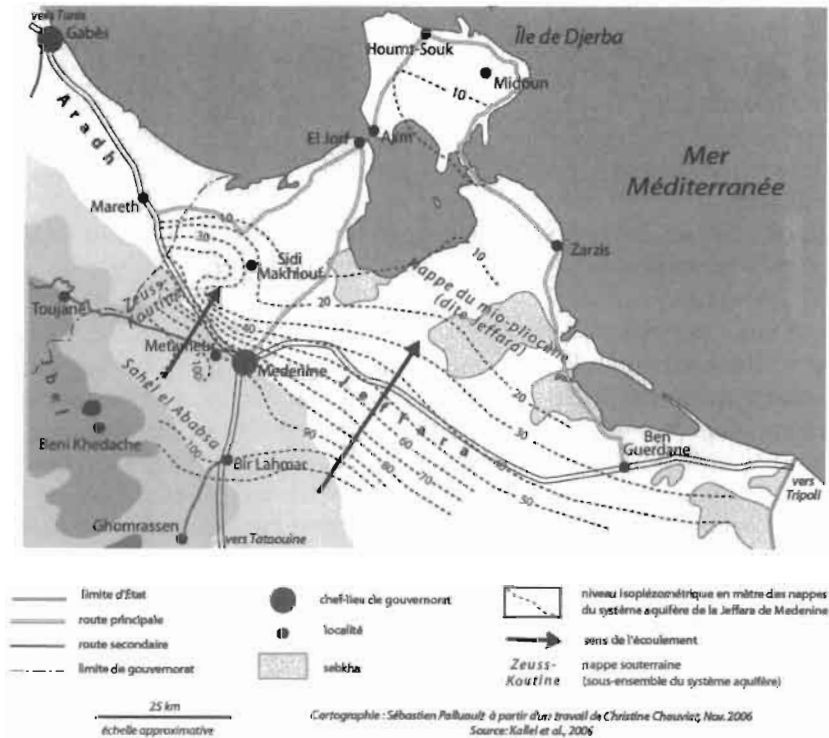 vers Tunis
Gabès
Houmt-Souk
Île de Djerba
Midoun
10
Aradh
El Jorf
Ajim
Mer
Méditerranée
Mareth
10
30
Sidi
Makhlouf
Zarzis
10
Zeuss-
Koutine
Nappe du mio-pliocène
(dite Jeffara)
20
Toujane
40
Metameur
100
Medenine
Jeffara
Sahel el Ababsa
20
Beni Khedache
30
Ben
Guerdane
90
60
100
Bir Lahmar
70
80
50
vers
Tripoli
Ghomrassen
vers Tataouine
limite d'État
route principale
route secondaire
limite de gouvernorat
chef-lieu de gouvernorat
localité
sebkha
niveau isopiézométrique en mètre des nappes
du système aquifère de la Jeffara de Medenine
sens de l'écoulement
Zeuss-
Koutine
nappe souterraine
(sous-ensemble du système aquifère)
25 km
échelle approximative
Cartographie : Sébastien Palluault à partir d'un travail de Christine Chauviat, Nov. 2006
Source: Kallel et al., 2006